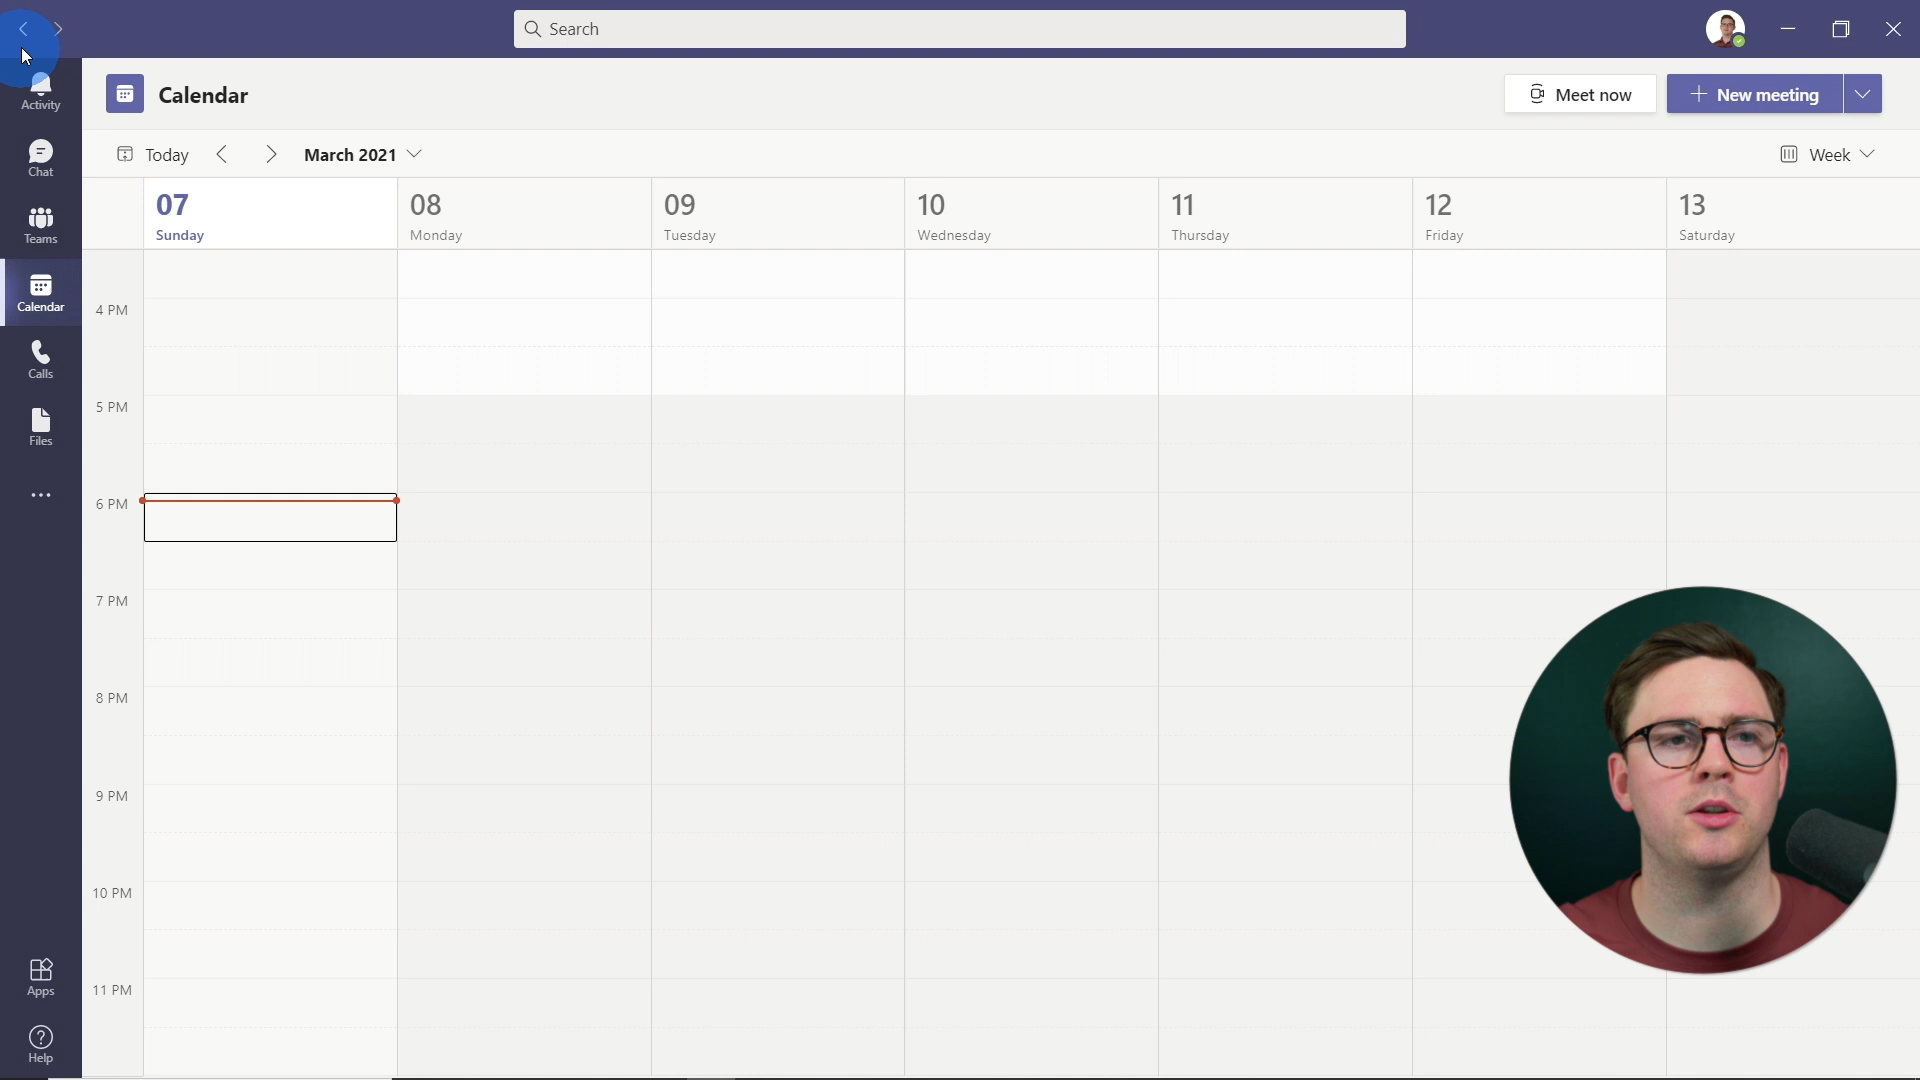 Search
Activity
Chat
Teams
Calendar
Calls
Files
Apps
Help
Calendar
Meet now
New meeting
Today
March 2021
Week
07
Sunday
08
Monday
09
Tuesday
10
Wednesday
11
Thursday
12
Friday
13
Saturday
4 PM
5 PM
6 PM
7 PM
8 PM
9 PM
10 PM
11 PM